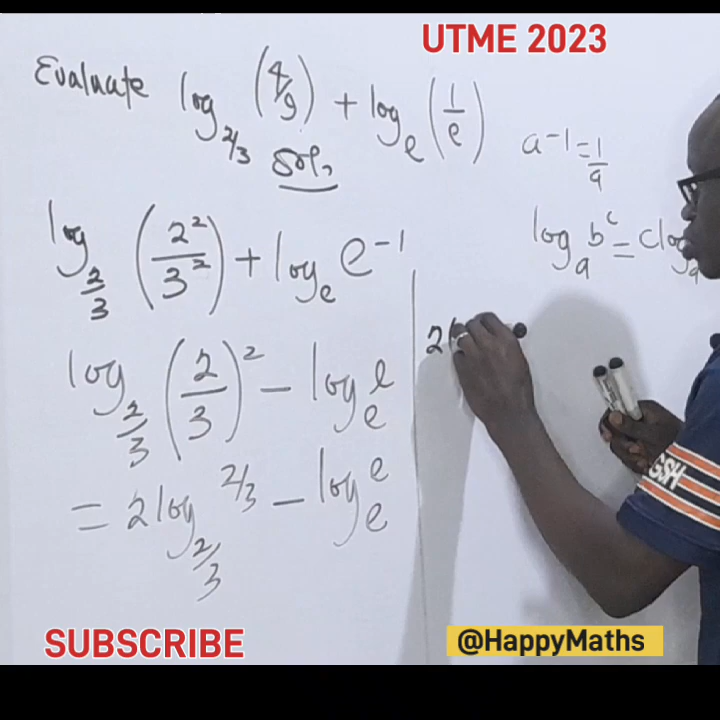 UTME 2023
Evaluate log_{2/3} (4/9) + log_e (1/e)
Soln
a^{-1} = 1/a
log_{2/3} (2^2/3^2) + log_e e^{-1}
log_a b^c = c log_a
log_{2/3} (2/3)^2 - log_e e
2
= 2 log_{2/3} 2/3 - log_e e
GSH
SUBSCRIBE
@HappyMaths